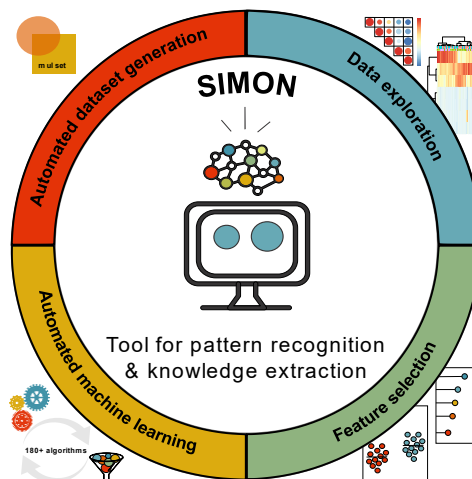 mulset
Automated dataset generation
Data exploration
SIMON
Tool for pattern recognition
& knowledge extraction
Automated machine learning
Feature selection
180+ algorithms